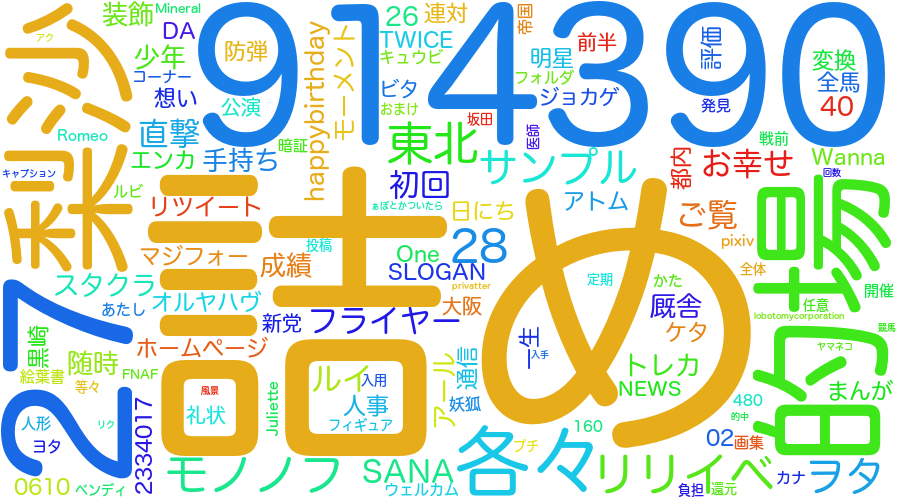 Mineral
装飾
DA
26
連対
帝国
アク
梨沙
少年
コーナー
想い
914390
防弾
公演
happybirthday
モーメント
TWICE
キュウビ
ビタ
おまけ
前半
明星
フォルダ
ジョカゲ
評価
発見
変換
全馬
40
Romeo
直撃
暗証
東北
坂田
医師
戦前
キャプション
エンカ
手持ち
サンプル
都内
お幸せ
Wanna
回数
ルビ
リツイート
初回
ぁぽとかついたら
日にち
アトム
ご覧
的場
マジフォー
成績
投稿
28
One
SLOGAN
privatter
pixiv
全体
スタクラ
オルヤハヴ
大阪
定期
かた
開催
任意
lobotomycorporation
競馬
あたし
新党
フライヤー
詰め
厩舎
ケタ
27
黒崎
ホームページ
一生
入手
ヤマネコ
随時
絵葉書
等々
FNAF
ルイ
入用
アール
通信
トレカ
NEWS
まんが
風景
礼状
人事
フィギュア
妖狐
Juliette
480
的中
人形
ヨタ
リク
2334017
プチ
160
02
画集
0610
ベンディ
モノノフ
SANA
ウェルカム
各々
リリイベ
負担
還元
カナ
ヲタ